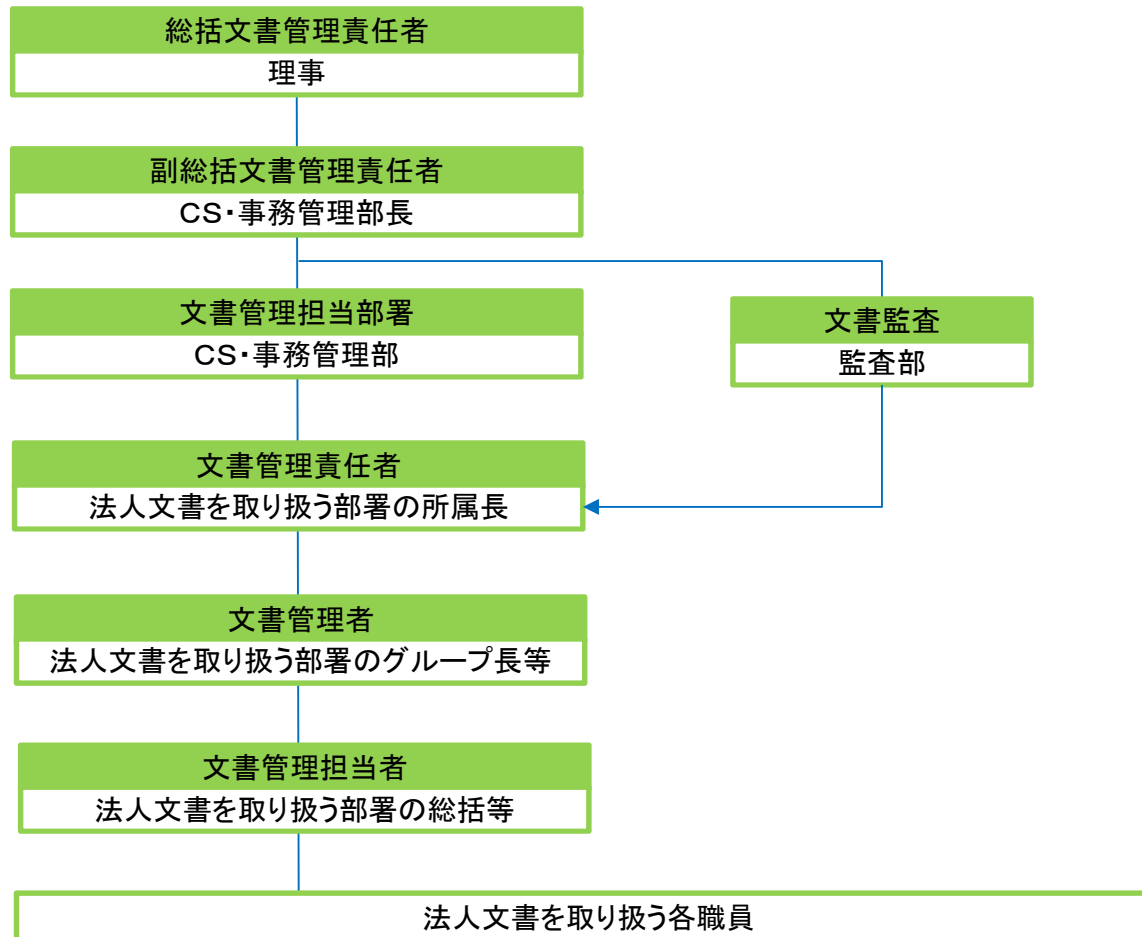 総括文書管理責任者
理事
副総括文書管理責任者
CS・事務管理部長
文書管理担当部署
CS・事務管理部
文書監査
監査部
文書管理責任者
法人文書を取り扱う部署の所属長
文書管理者
法人文書を取り扱う部署のグループ長等
文書管理担当者
法人文書を取り扱う部署の総括等
法人文書を取り扱う各職員